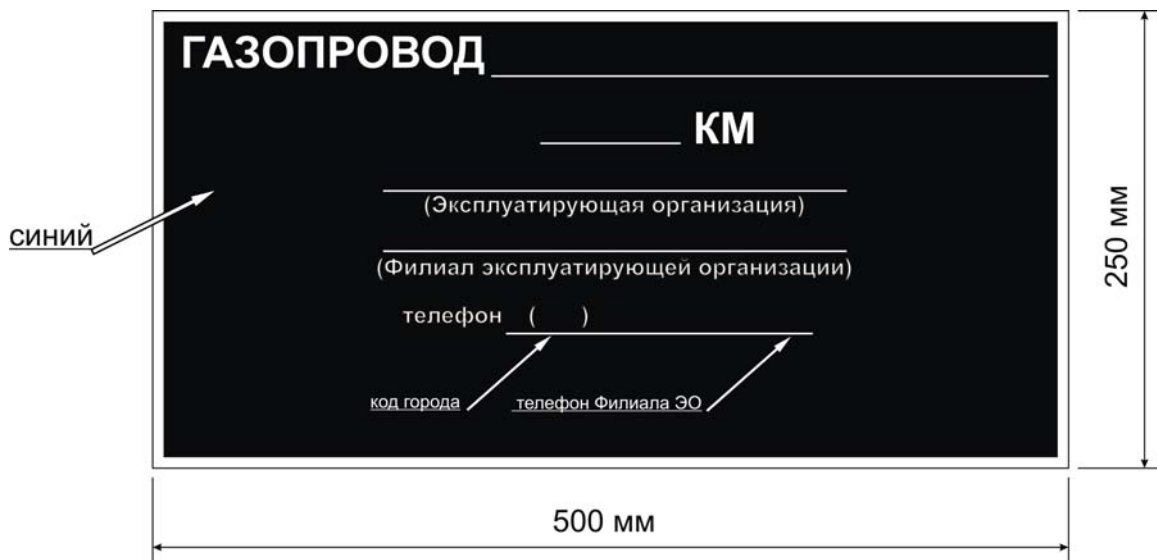 ГАЗОПРОВОД
КМ
(Эксплуатирующая организация)
синий
(Филиал эксплуатирующей организации)
телефон ( )
код города телефон Филиала ЭО
250 мм
500 мм